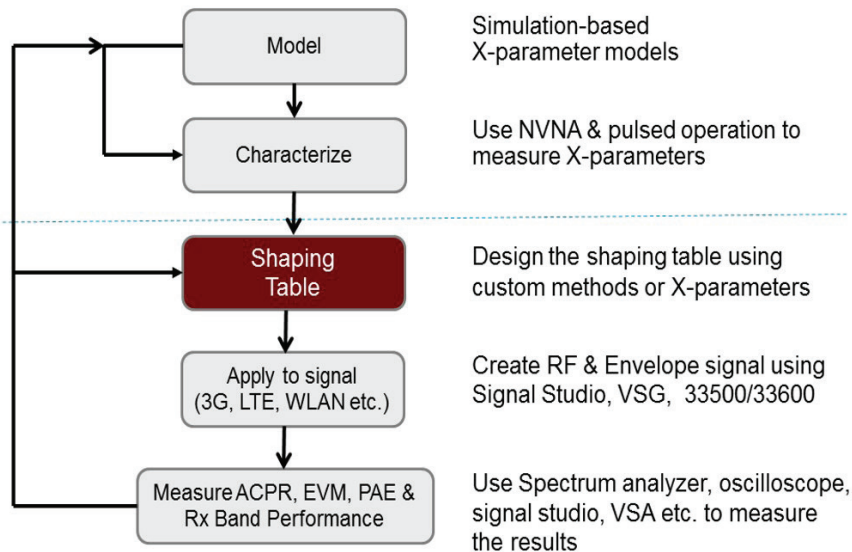 Model
Simulation-based
X-parameter models
Characterize
Use NVNA & pulsed operation to
measure X-parameters
Shaping
Table
Design the shaping table using
custom methods or X-parameters
Apply to signal
(3G, LTE, WLAN etc.)
Create RF & Envelope signal using
Signal Studio, VSG, 33500/33600
Measure ACPR, EVM, PAE &
Rx Band Performance
Use Spectrum analyzer, oscilloscope,
signal studio, VSA etc. to measure
the results